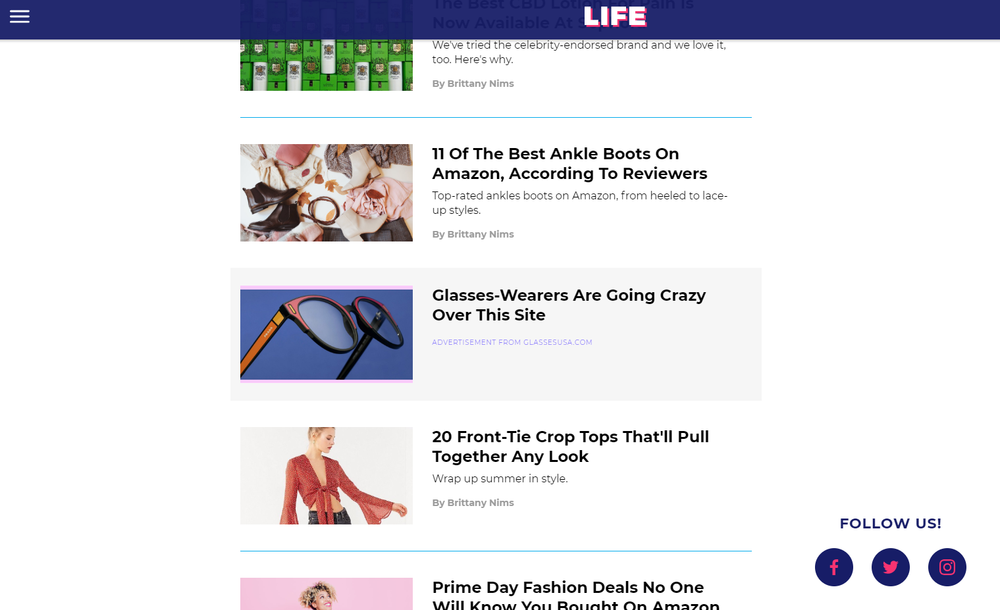 LIFE
The Best CBD Lotion For Pain Is
Now Available At
We've tried the celebrity-endorsed brand and we love it,
too. Here's why.
By Brittany Nims
11 Of The Best Ankle Boots On
Amazon, According To Reviewers
Top-rated ankles boots on Amazon, from heeled to lace-
up styles.
By Brittany Nims
Glasses-Wearers Are Going Crazy
Over This Site
ADVERTISEMENT FROM GLASSESUSA.COM
PRADA
20 Front-Tie Crop Tops That'll Pull
Together Any Look
Wrap up summer in style.
By Brittany Nims
FOLLOW US!
Prime Day Fashion Deals No One
Will Know You Bought On Amazon